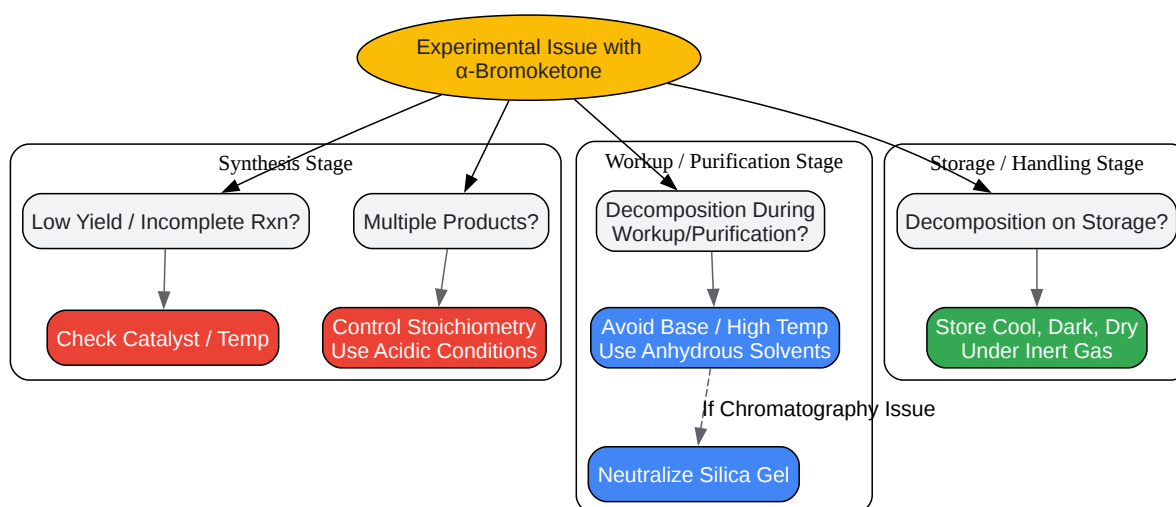 Experimental Issue with
α-Bromoketone
Synthesis Stage
Low Yield / Incomplete Rxn?
Multiple Products?
Check Catalyst / Temp
Control Stoichiometry
Use Acidic Conditions
Workup / Purification Stage
Decomposition During
Workup/Purification?
Avoid Base / High Temp
Use Anhydrous Solvents
If Chromatography Issue
Neutralize Silica Gel
Storage / Handling Stage
Decomposition on Storage?
Store Cool, Dark, Dry
Under Inert Gas